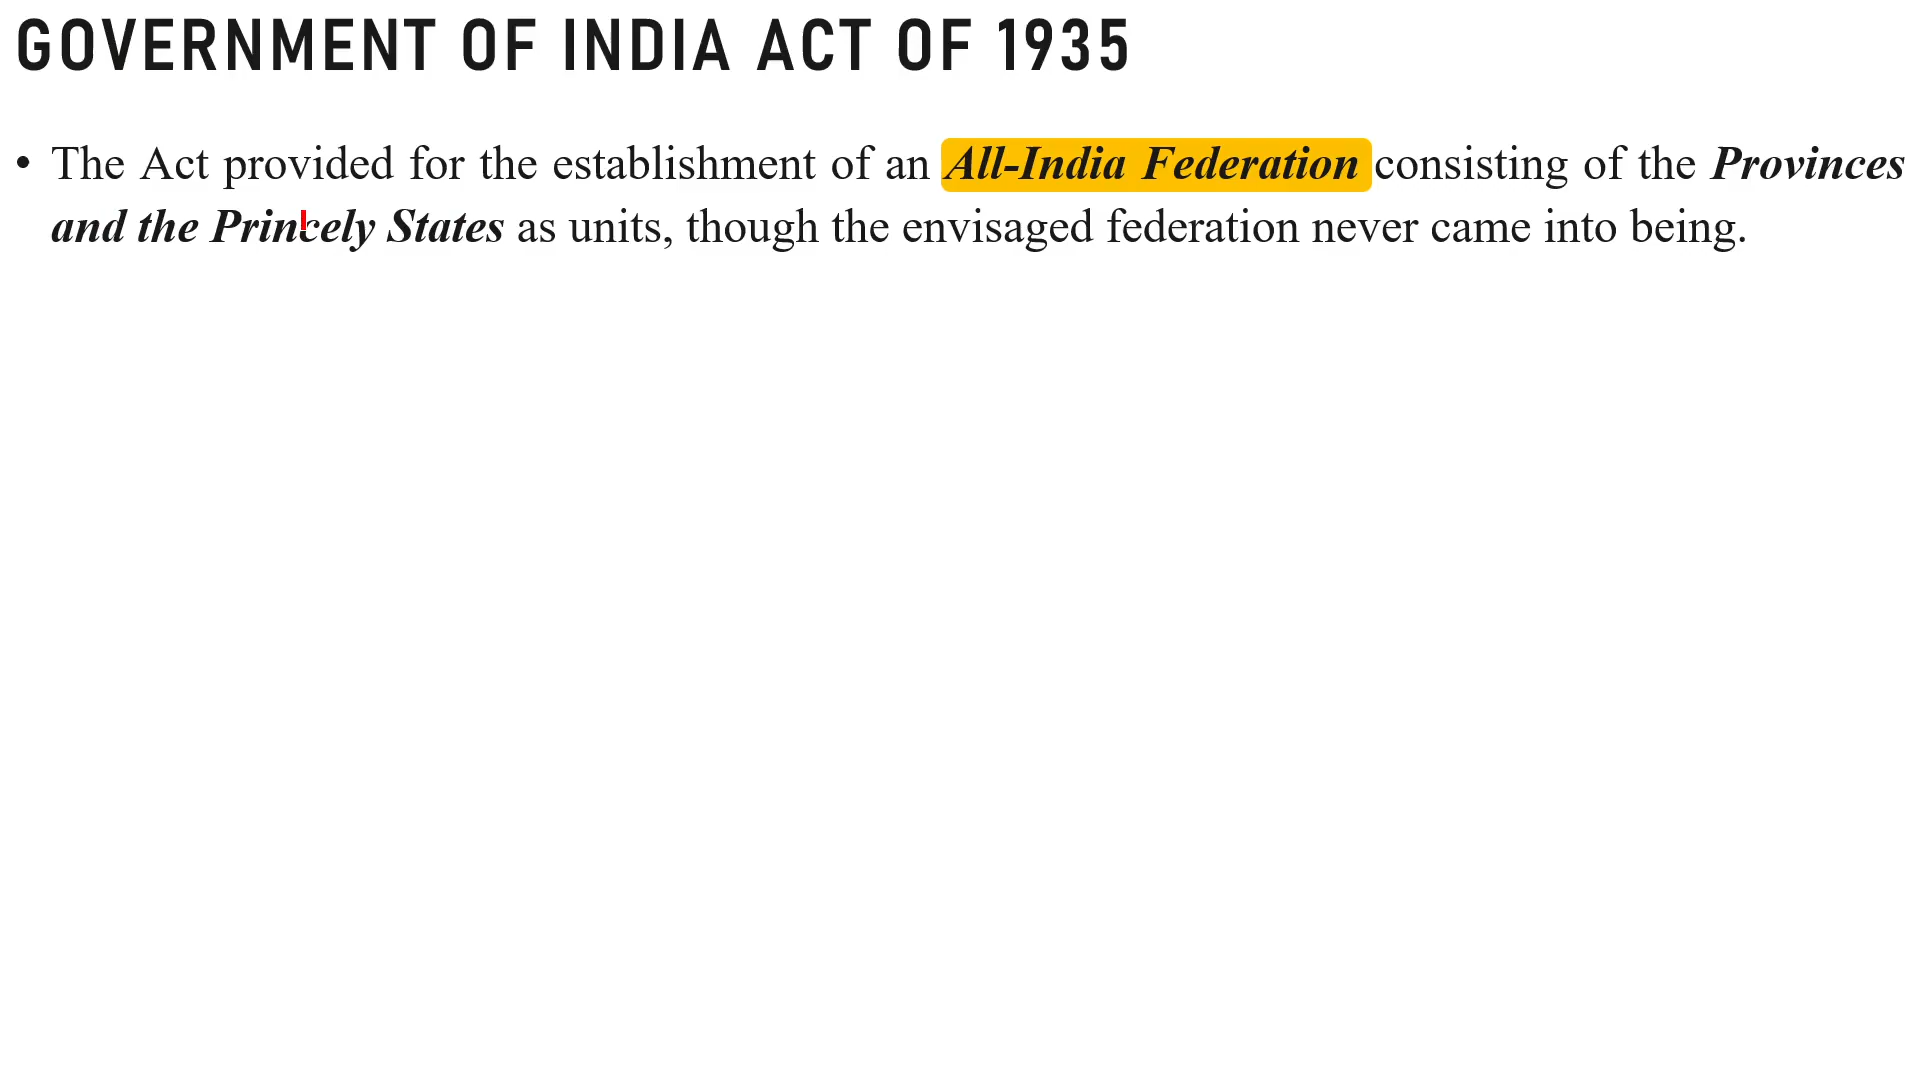 GOVERNMENT OF INDIA ACT OF 1935
• The Act provided for the establishment of an All-India Federation consisting of the Provinces
and the Princely States as units, though the envisaged federation never came into being.